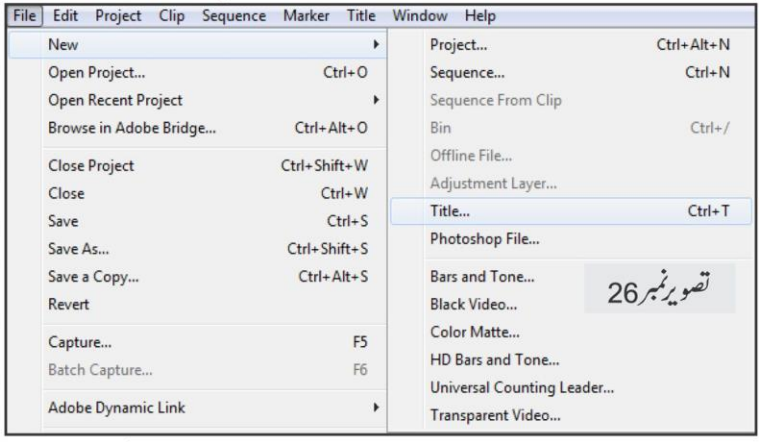 File Edit Project Clip Sequence Marker Title Window Help
New
Open Project... Ctrl+O
Open Recent Project
Browse in Adobe Bridge... Ctrl+Alt+O
Close Project Ctrl+Shift+W
Close Ctrl+W
Save Ctrl+S
Save As... Ctrl+Shift+S
Save a Copy... Ctrl+Alt+S
Revert
Capture... F5
Batch Capture... F6
Adobe Dynamic Link
Project... Ctrl+Alt+N
Sequence... Ctrl+N
Sequence From Clip
Bin Ctrl+/
Offline File...
Adjustment Layer...
Title... Ctrl+T
Photoshop File...
Bars and Tone...
Black Video...
Color Matte...
HD Bars and Tone...
Universal Counting Leader...
Transparent Video...
تصویر نمبر 26